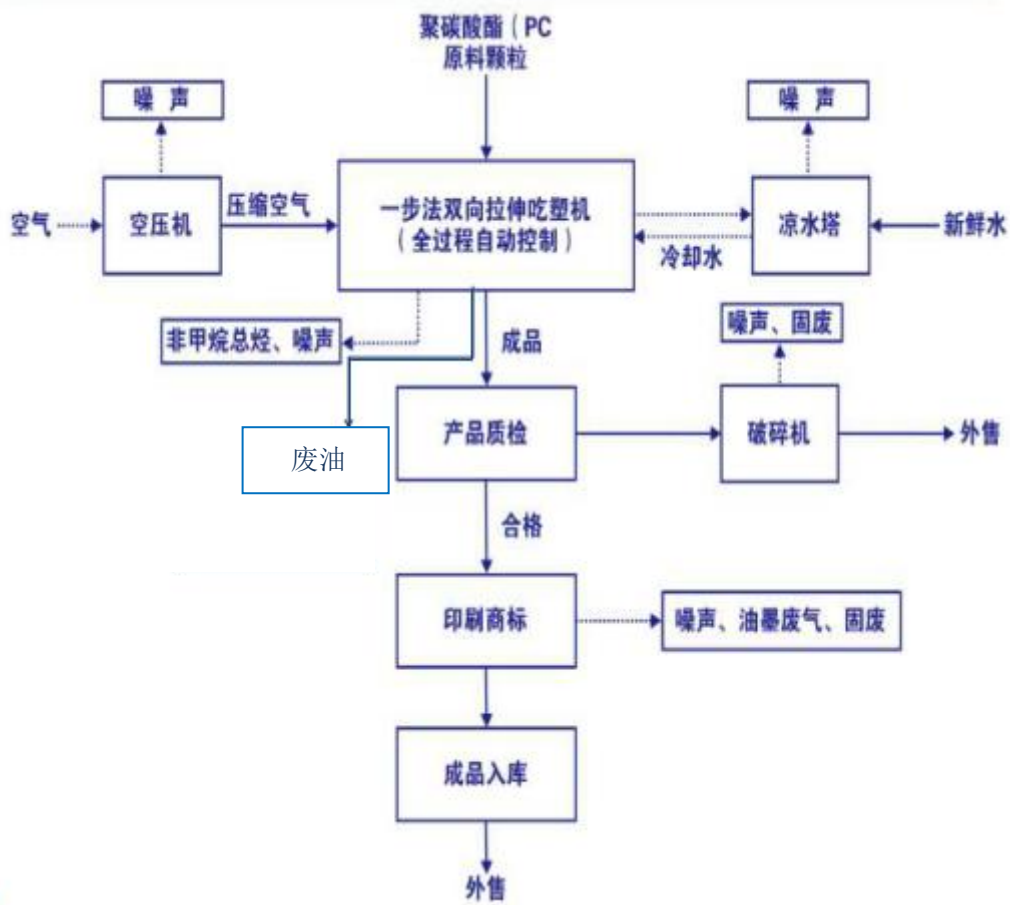 聚碳酸酯（PC
原料颗粒
噪 声
噪 声
空气
空压机
压缩空气
一步法双向拉伸吃塑机
（全过程自动控制）
冷却水
凉水塔
新鲜水
非甲烷总烃、噪声
成品
噪声、固废
废油
产品质检
破碎机
外售
合格
印刷商标
噪声、油墨废气、固废
成品入库
外售